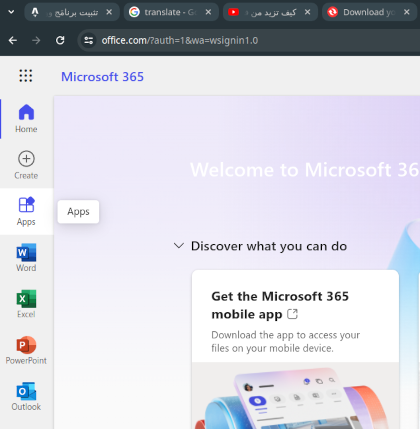 تثبيت برنامج و
translate - G
كيف تزيد من
Download y
office.com/?auth=1&wa=wsignin1.0
Microsoft 365
Home
Create
Apps
Apps
Word
Excel
PowerPoint
Outlook
Welcome to Microsoft 36
Discover what you can do
Get the Microsoft 365
mobile app
Download the app to access your
files on your mobile device.